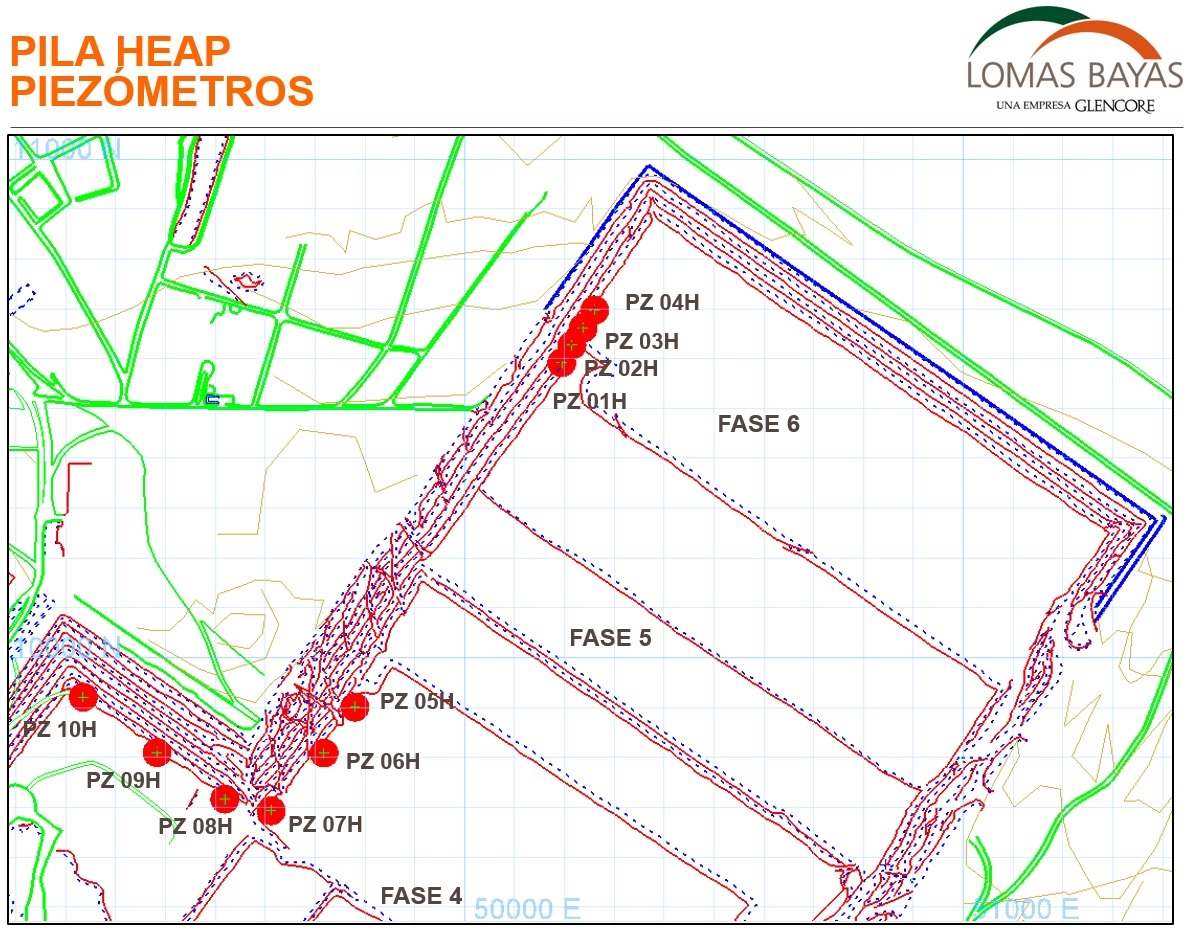 PILA HEAP
PIEZÓMETROS
LOMAS BAYAS
UNA EMPRESA GLENCORE
11000 N
PZ 04H
PZ 03H
PZ 02H
PZ 01H
FASE 6
FASE 5
10000 N
PZ 05H
PZ 10H
PZ 06H
PZ 09H
PZ 08H
PZ 07H
FASE 4
50000 E
51000 E